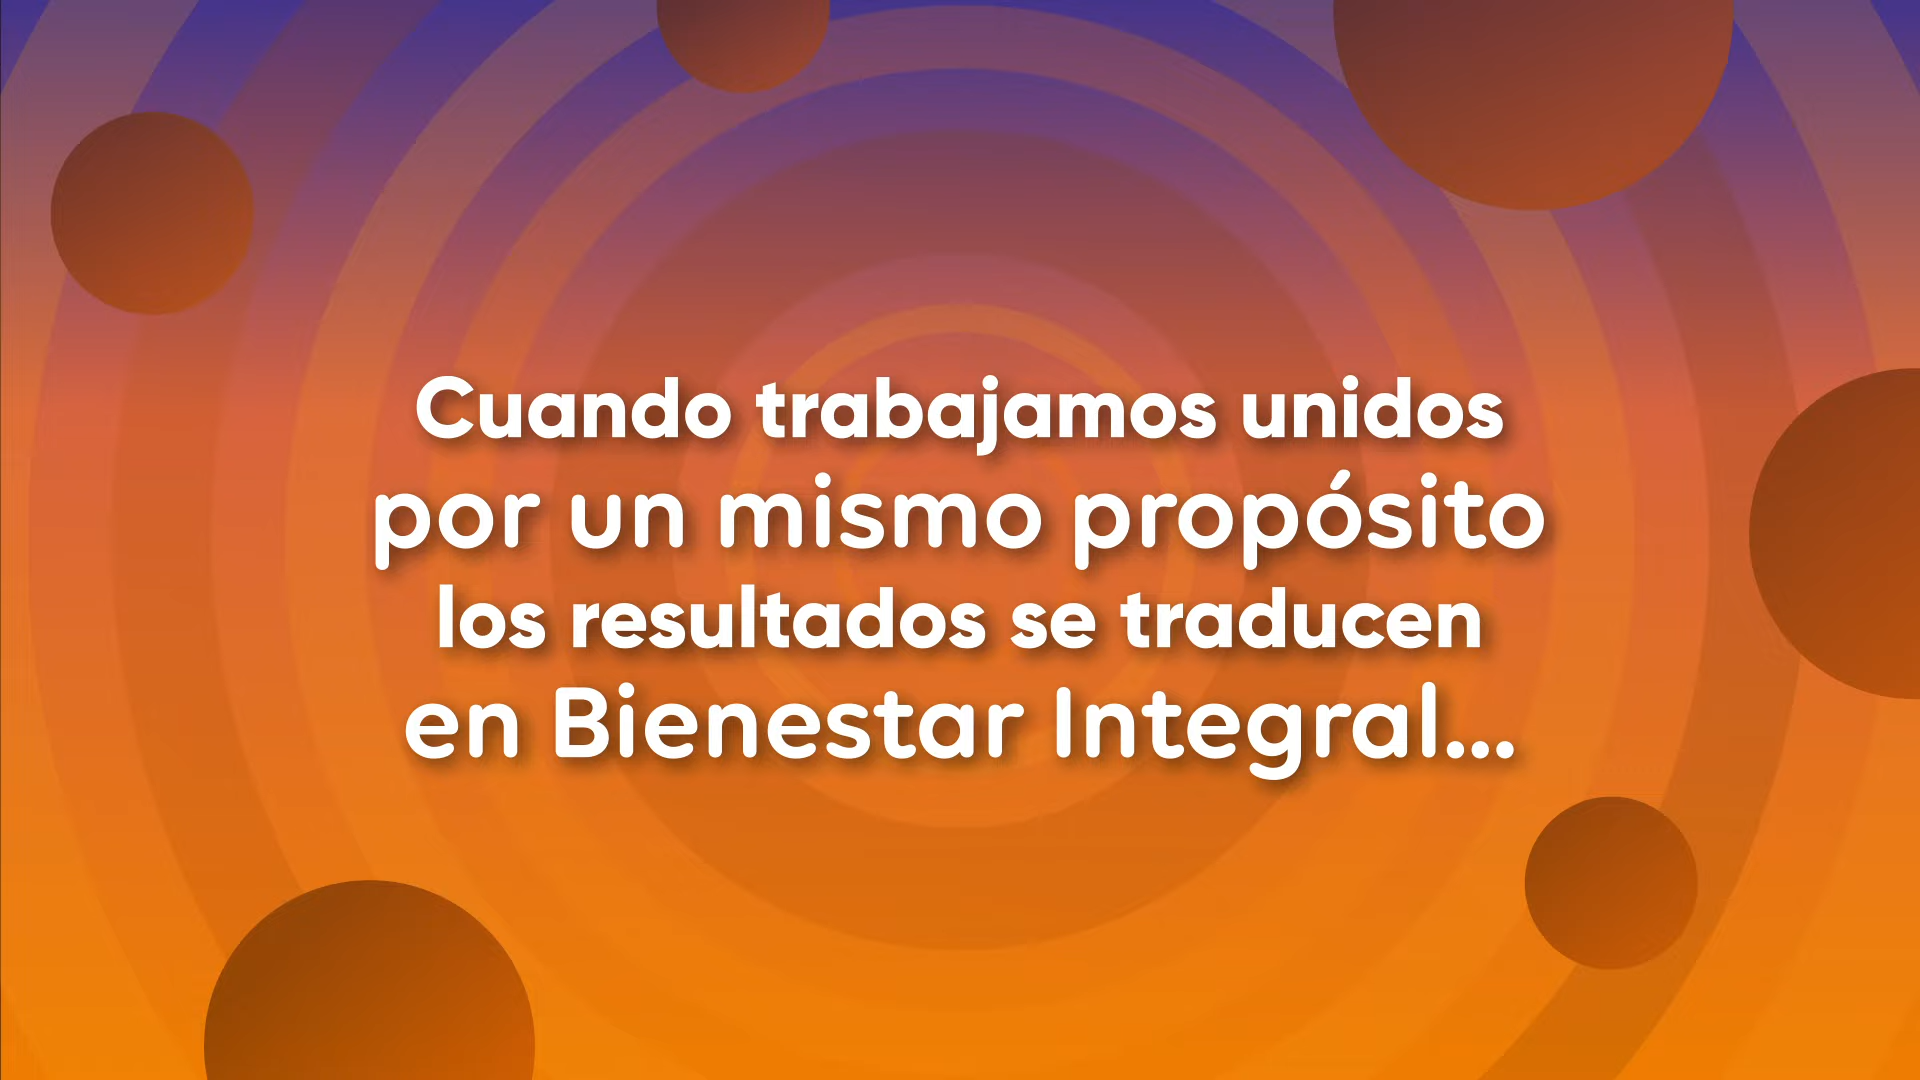 Cuando trabajamos unidos
por un mismo propósito
los resultados se traducen
en Bienestar Integral...